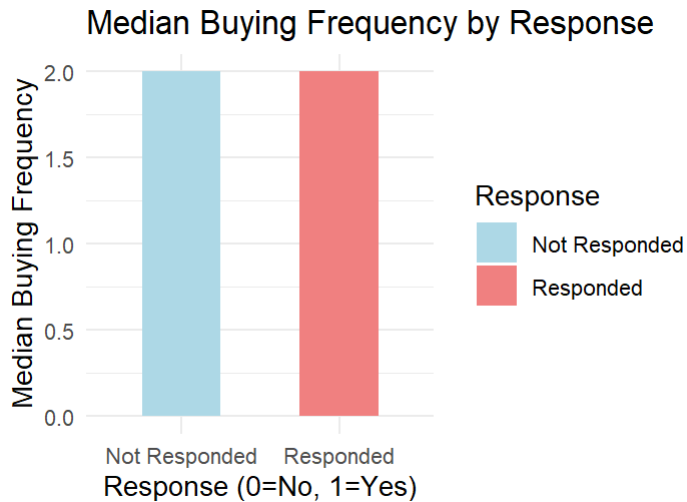 Median Buying Frequency by Response
Median Buying Frequency
2.0
1.5
1.0
0.5
0.0
Not Responded
Responded
Response (0=No, 1=Yes)
Response
Not Responded
Responded